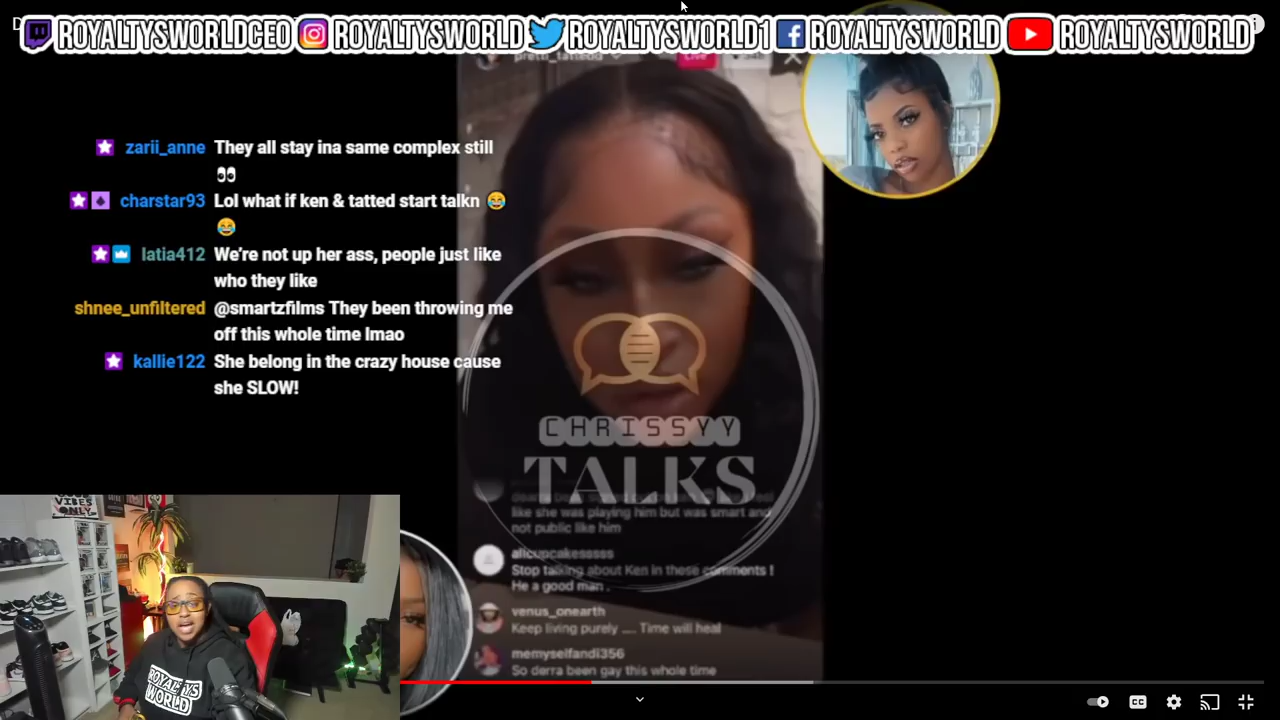 ROYALTYSWORLDCEO ROYALTYSWORLD ROYALTYSWORLD1 ROYALTYSWORLD ROYALTYSWORLD
Live
zarii_anne They all stay ina same complex still
👀
charstar93 Lol what if ken & tatted start talkn 😂
😂
latia412 We're not up her ass, people just like
who they like
shnee_unfiltered @smartzfilms They been throwing me
off this whole time lmao
kallie122 She belong in the crazy house cause
she SLOW!
CHRISSYY
TALKS
like she was playing him but was smart and
not public like him
allcupcakesssss
Stop talking about Ken in these comments !
He a good man .
venus_onearth
Keep living purely .... Time will heal
memyselfandi356
So derra been gay this whole time
VIBES
ONLY
ROYALTYS
WORLD
CC